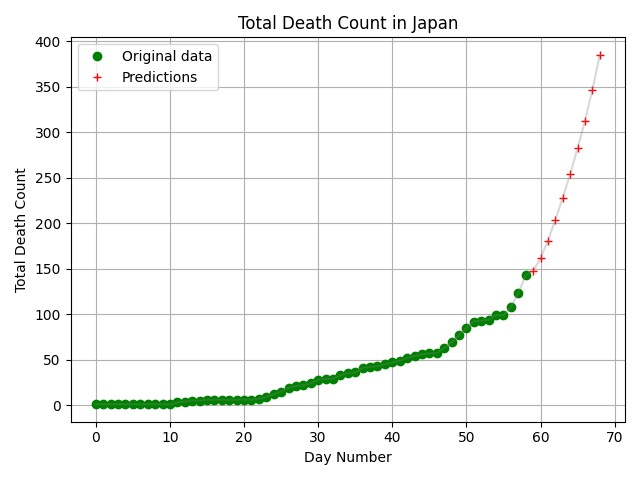 Total Death Count in Japan
Original data
Predictions
400
350
300
250
200
150
100
50
0
Total Death Count
0 10 20 30 40 50 60 70
Day Number